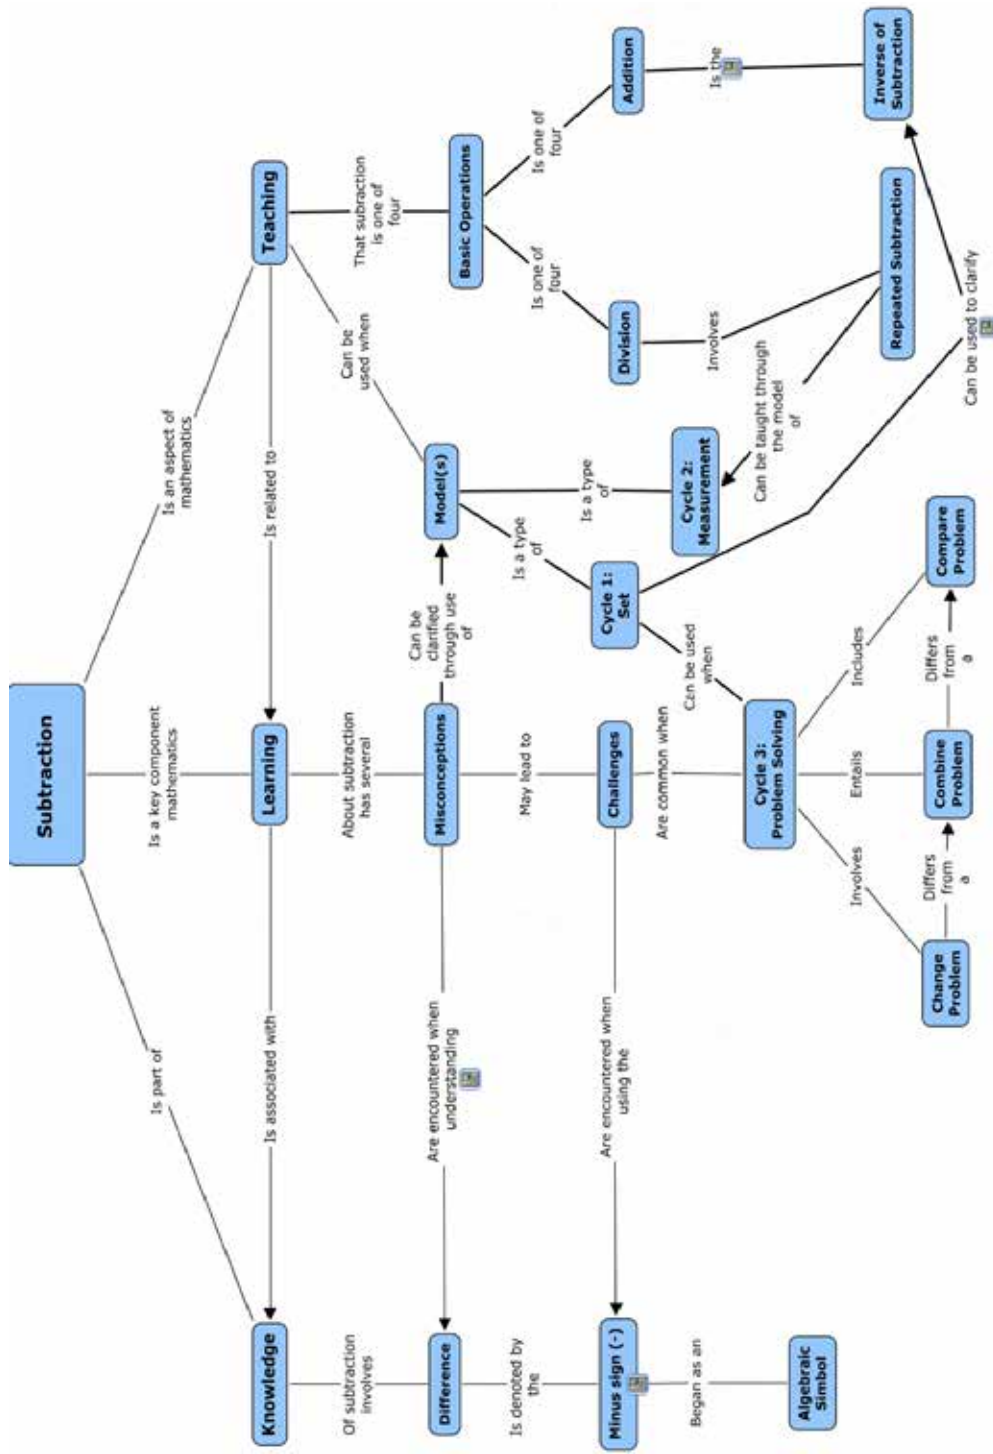 Subtraction
Is part of
Is a key component
mathematics
Is an aspect of
mathematics
Knowledge
Is associated with
Learning
Is related to
Teaching
Of subtraction
involves
About subtraction
has several
Can be
used when
That subtraction
is one of
four
Difference
Are encountered when
understanding
Misconceptions
Can be
clarified
through use
of
Model(s)
Basic Operations
Is denoted by
the
May lead to
Is a type
of
Is a type
of
Is one of
four
Is one of
four
Minus sign (-)
Are encountered when
using the
Challenges
Cycle 1:
Set
Cycle 2:
Measurement
Division
Addition
Began as an
Are common when
Can be used
when
Can be taught through
the model
of
Involves
Is the
Algebraic
Simbol
Cycle 3:
Problem Solving
Involves
Entails
Includes
Repeated Subtraction
Inverse of
Subtraction
Change
Problem
Differs
from
a
Combine
Problem
Differs
from
a
Compare
Problem
Can be used to clarify